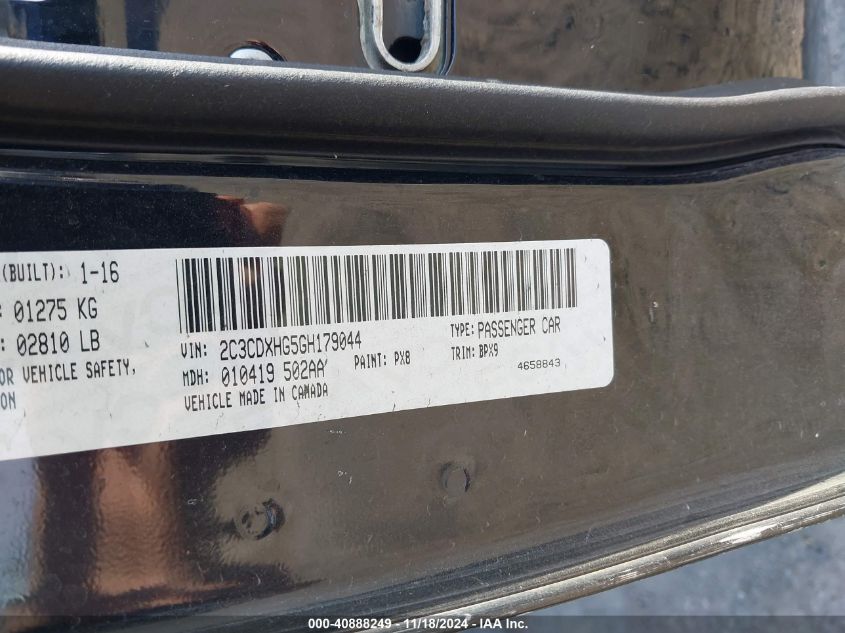 (BUILT): 1-16
: 01275 KG
: 02810 LB
OR VEHICLE SAFETY,
ON
VIN: 2C3CDXHG5GH179044
TYPE: PASSENGER CAR
MDH: 010419 502AA
PAINT: PX8
TRIM: BPX9
VEHICLE MADE IN CANADA
4658843
000-40888249 - 11/18/2024 - IAA Inc.